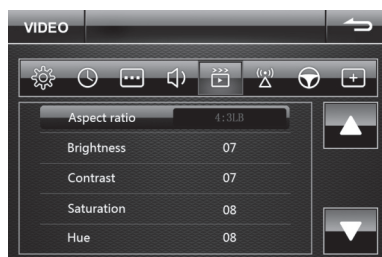 VIDEO
Aspect ratio 4:3LB
Brightness 07
Contrast 07
Saturation 08
Hue 08